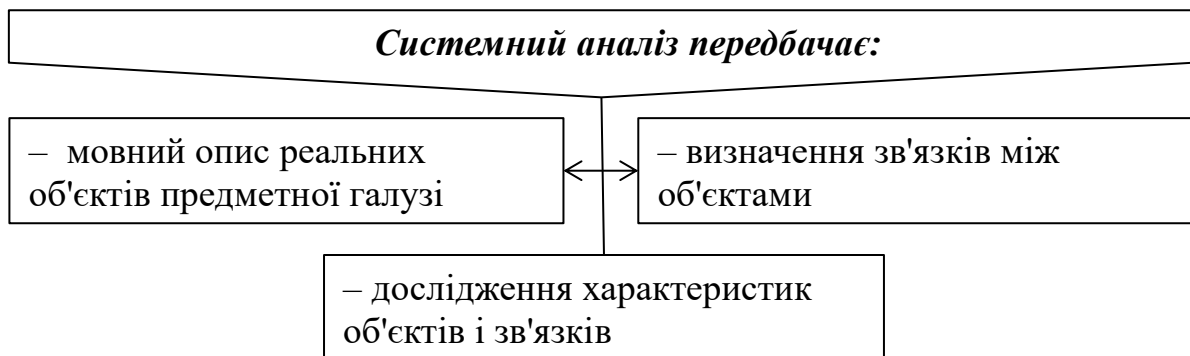 Системний аналіз передбачає:
– мовний опис реальних
об'єктів предметної галузі
– визначення зв'язків між
об'єктами
– дослідження характеристик
об'єктів і зв'язків